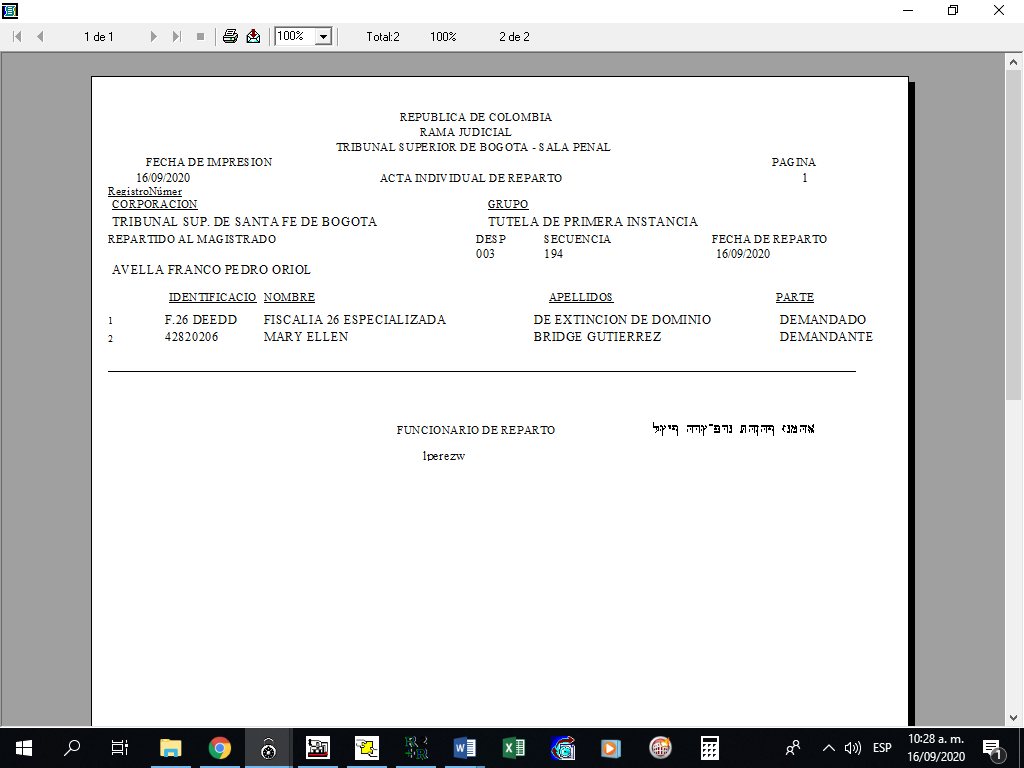 1 de 1 100% Total:2 100% 2 de 2
REPUBLICA DE COLOMBIA
RAMA JUDICIAL
TRIBUNAL SUPERIOR DE BOGOTA - SALA PENAL
FECHA DE IMPRESION PAGINA
16/09/2020 ACTA INDIVIDUAL DE REPARTO 1
RegistroNúmer
CORPORACION GRUPO
TRIBUNAL SUP. DE SANTA FE DE BOGOTA TUTELA DE PRIMERA INSTANCIA
REPARTIDO AL MAGISTRADO DESP SECUENCIA FECHA DE REPARTO
003 194 16/09/2020
AVELLA FRANCO PEDRO ORIOL
IDENTIFICACIO NOMBRE APELLIDOS PARTE
1 F.26 DEEDD FISCALIA 26 ESPECIALIZADA DE EXTINCION DE DOMINIO DEMANDADO
2 42820206 MARY ELLEN BRIDGE GUTIERREZ DEMANDANTE
FUNCIONARIO DE REPARTO
lperezw
ESP 10:28 a. m.
16/09/2020 1